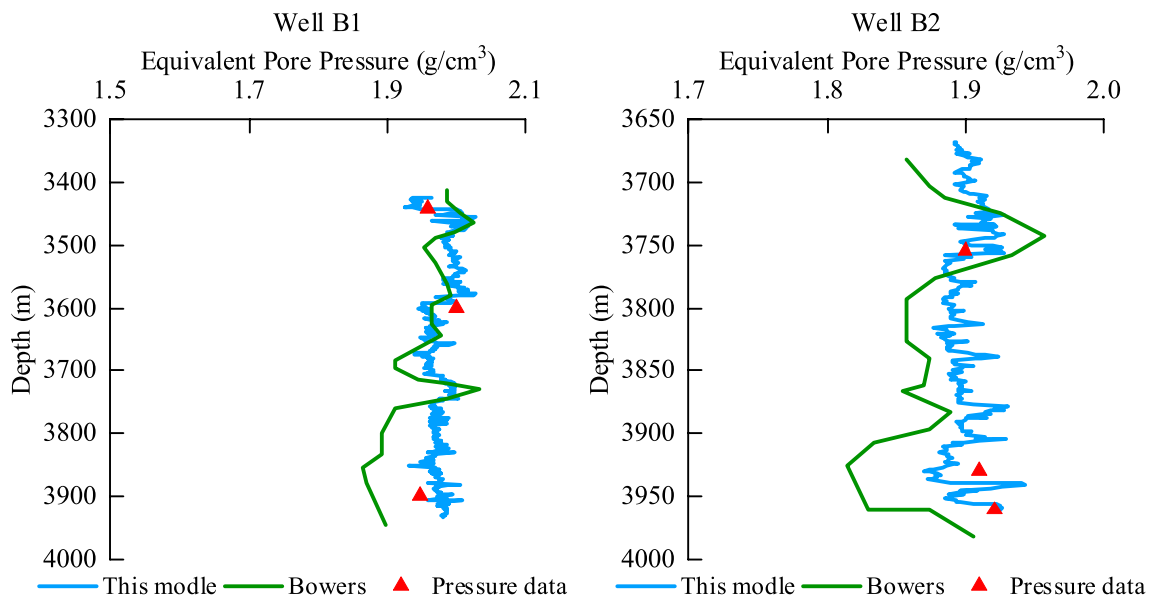 Well B1
Equivalent Pore Pressure (g/cm³)
1.5 1.7 1.9 2.1
3300
3400
3500
3600
3700
3800
3900
4000
Depth (m)
This modle Bowers Pressure data
Well B2
Equivalent Pore Pressure (g/cm³)
1.7 1.8 1.9 2.0
3650
3700
3750
3800
3850
3900
3950
4000
Depth (m)
This modle Bowers Pressure data